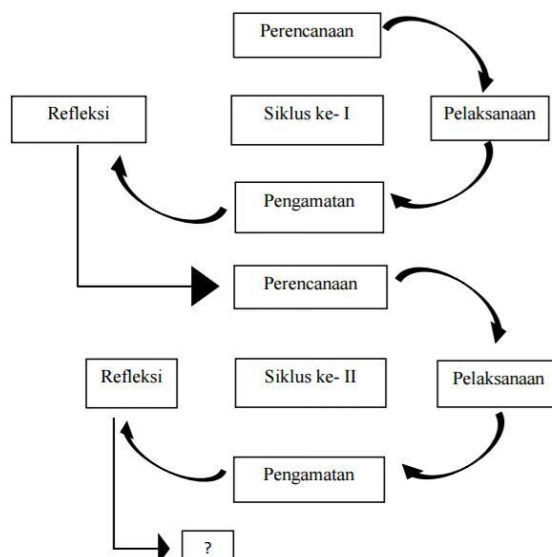 Perencanaan
Refleksi
Siklus ke- I
Pelaksanaan
Pengamatan
Perencanaan
Refleksi
Siklus ke- II
Pelaksanaan
Pengamatan
?